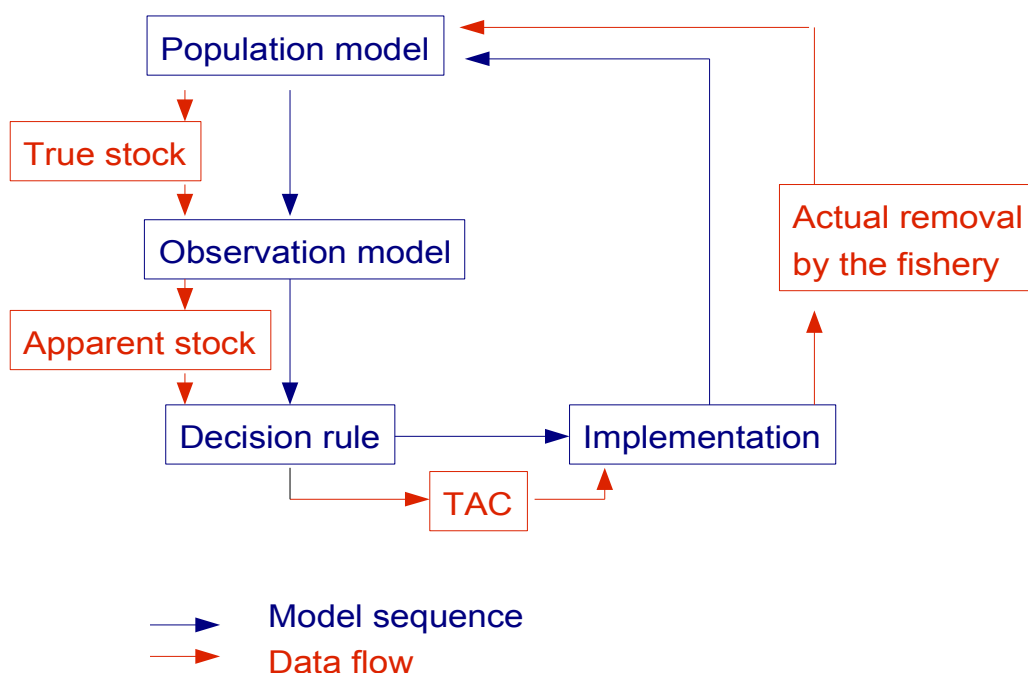 Population model
True stock
Observation model
Actual removal
by the fishery
Apparent stock
Decision rule
Implementation
TAC
Model sequence
Data flow